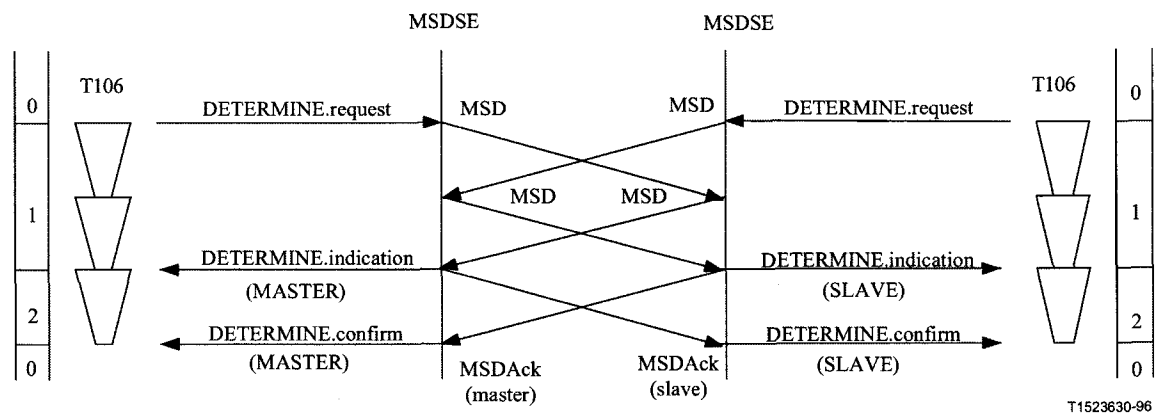 MSDSE MSDSE
T106 T106
0 0
DETERMINE.request MSD MSD DETERMINE.request
MSD MSD
1 1
DETERMINE.indication DETERMINE.indication
(MASTER) (SLAVE)
2 2
DETERMINE.confirm DETERMINE.confirm
(MASTER) MSDAck MSDAck (SLAVE)
0 (master) (slave) 0
T1523630-96